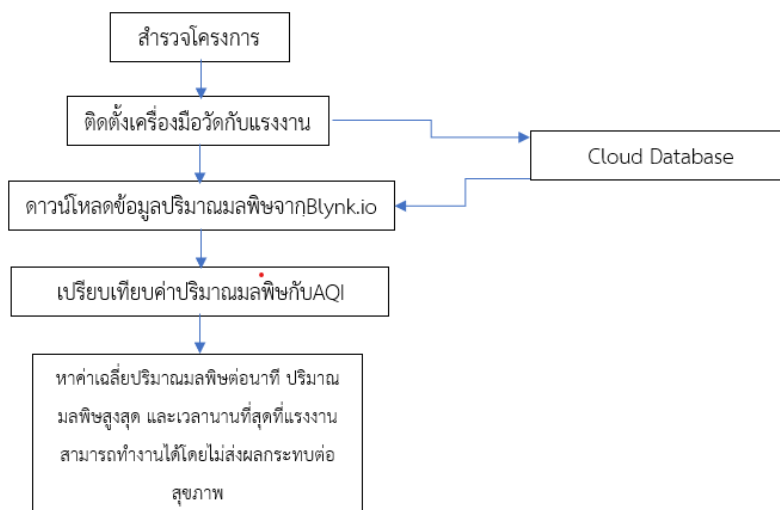 สำรวจโครงการ
ติดตั้งเครื่องมือวัดกับแรงงาน
Cloud Database
ดาวน์โหลดข้อมูลปริมาณมลพิษจากBlynk.io
เปรียบเทียบค่าปริมาณมลพิษกับAQI
หาค่าเฉลี่ยปริมาณมลพิษต่อนาที ปริมาณ
มลพิษสูงสุด และเวลานานที่สุดที่แรงงาน
สามารถทำงานได้โดยไม่ส่งผลกระทบต่อ
สุขภาพ